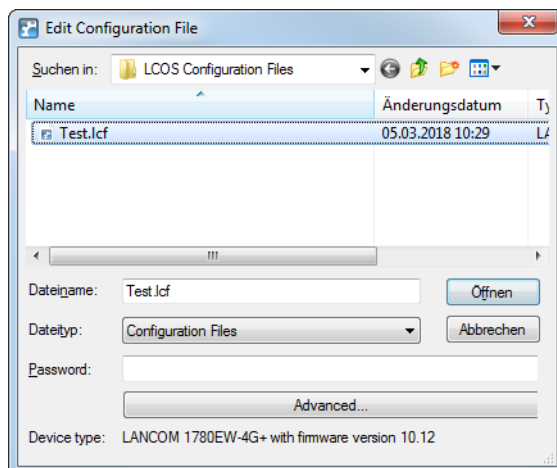 Edit Configuration File
Suchen in: LCOS Configuration Files
Name Änderungsdatum
Test.lcf 05.03.2018 10:29
Dateiname: Test.lcf Öffnen
Dateityp: Configuration Files Abbrechen
Password:
Advanced...
Device type: LANCOM 1780EW-4G+ with firmware version 10.12